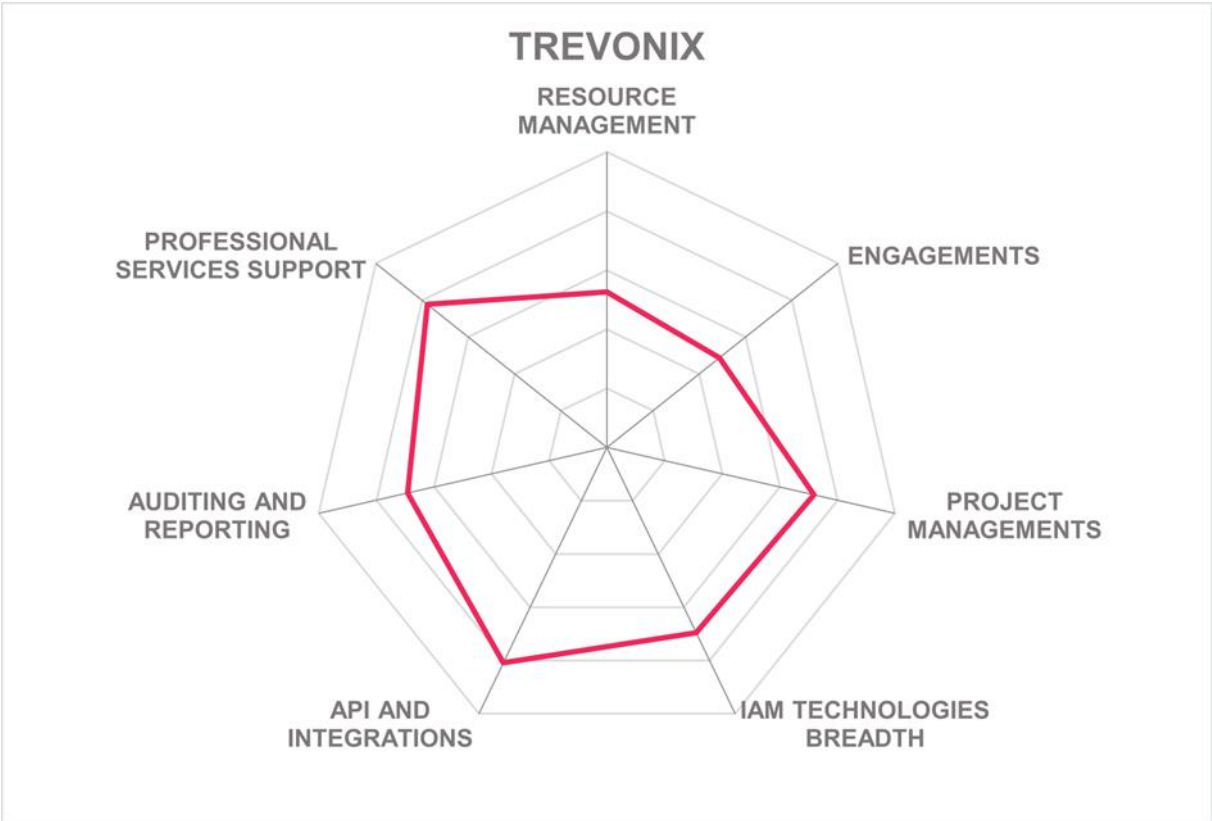 TREVONIX
RESOURCE
MANAGEMENT
ENGAGEMENTS
PROJECT
MANAGEMENTS
IAM TECHNOLOGIES
BREADTH
API AND
INTEGRATIONS
AUDITING AND
REPORTING
PROFESSIONAL
SERVICES SUPPORT